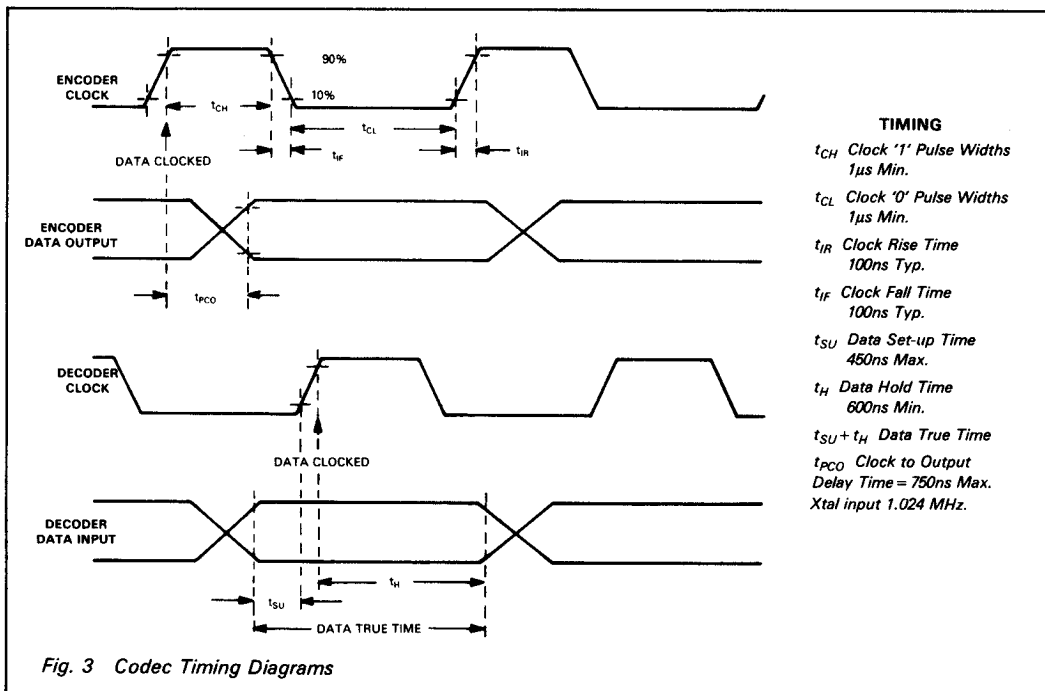 ENCODER
CLOCK
90%
10%
tCH
tCL
tIF
tIR
DATA CLOCKED
ENCODER
DATA OUTPUT
tPCO
DECODER
CLOCK
DATA CLOCKED
DECODER
DATA INPUT
tH
tSU
DATA TRUE TIME
TIMING
tCH Clock '1' Pulse Widths
1µs Min.
tCL Clock '0' Pulse Widths
1µs Min.
tIR Clock Rise Time
100ns Typ.
tIF Clock Fall Time
100ns Typ.
tSU Data Set-up Time
450ns Max.
tH Data Hold Time
600ns Min.
tSU + tH Data True Time
tPCO Clock to Output
Delay Time = 750ns Max.
Xtal input 1.024 MHz.
Fig. 3 Codec Timing Diagrams